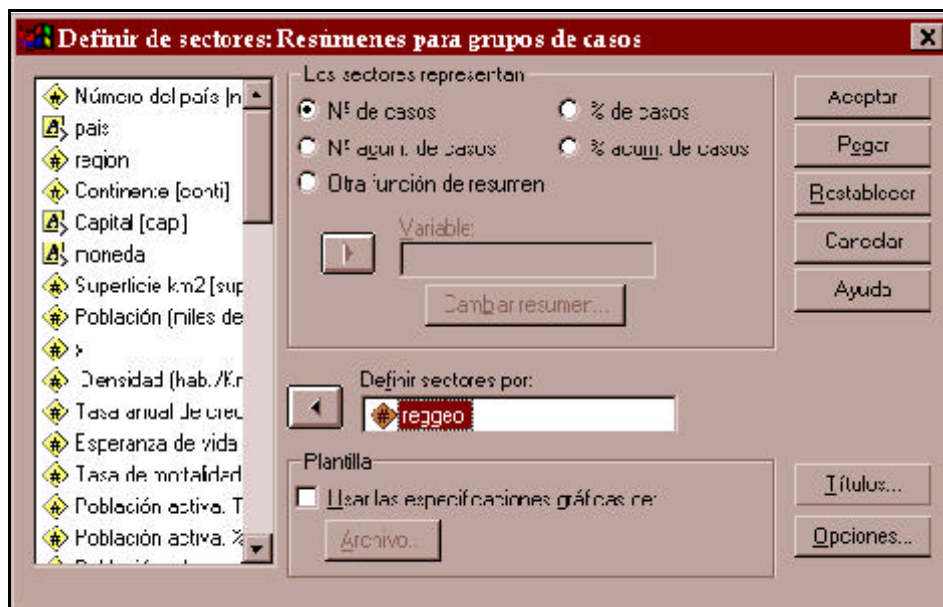 Definir de sectores: Resúmenes para grupos de casos
Número del país [n
pais
region
Continente [conti]
Capital [cap]
moneda
Superficie km2 [sup
Población (miles de
x
Densidad (hab./Km
Tasa anual de crec
Esperanza de vida
Tasa de mortalidad
Población activa. T
Población activa. %
Los sectores representan
Nº de casos
% de casos
Nº acum. de casos
% acum. de casos
Otra función de resumen
Variable:
Cambiar resumen...
Definir sectores por:
reggeo
Plantilla
Usar las especificaciones gráficas de:
Archivo...
Aceptar
Pegar
Restablecer
Cancelar
Ayuda
Títulos...
Opciones...